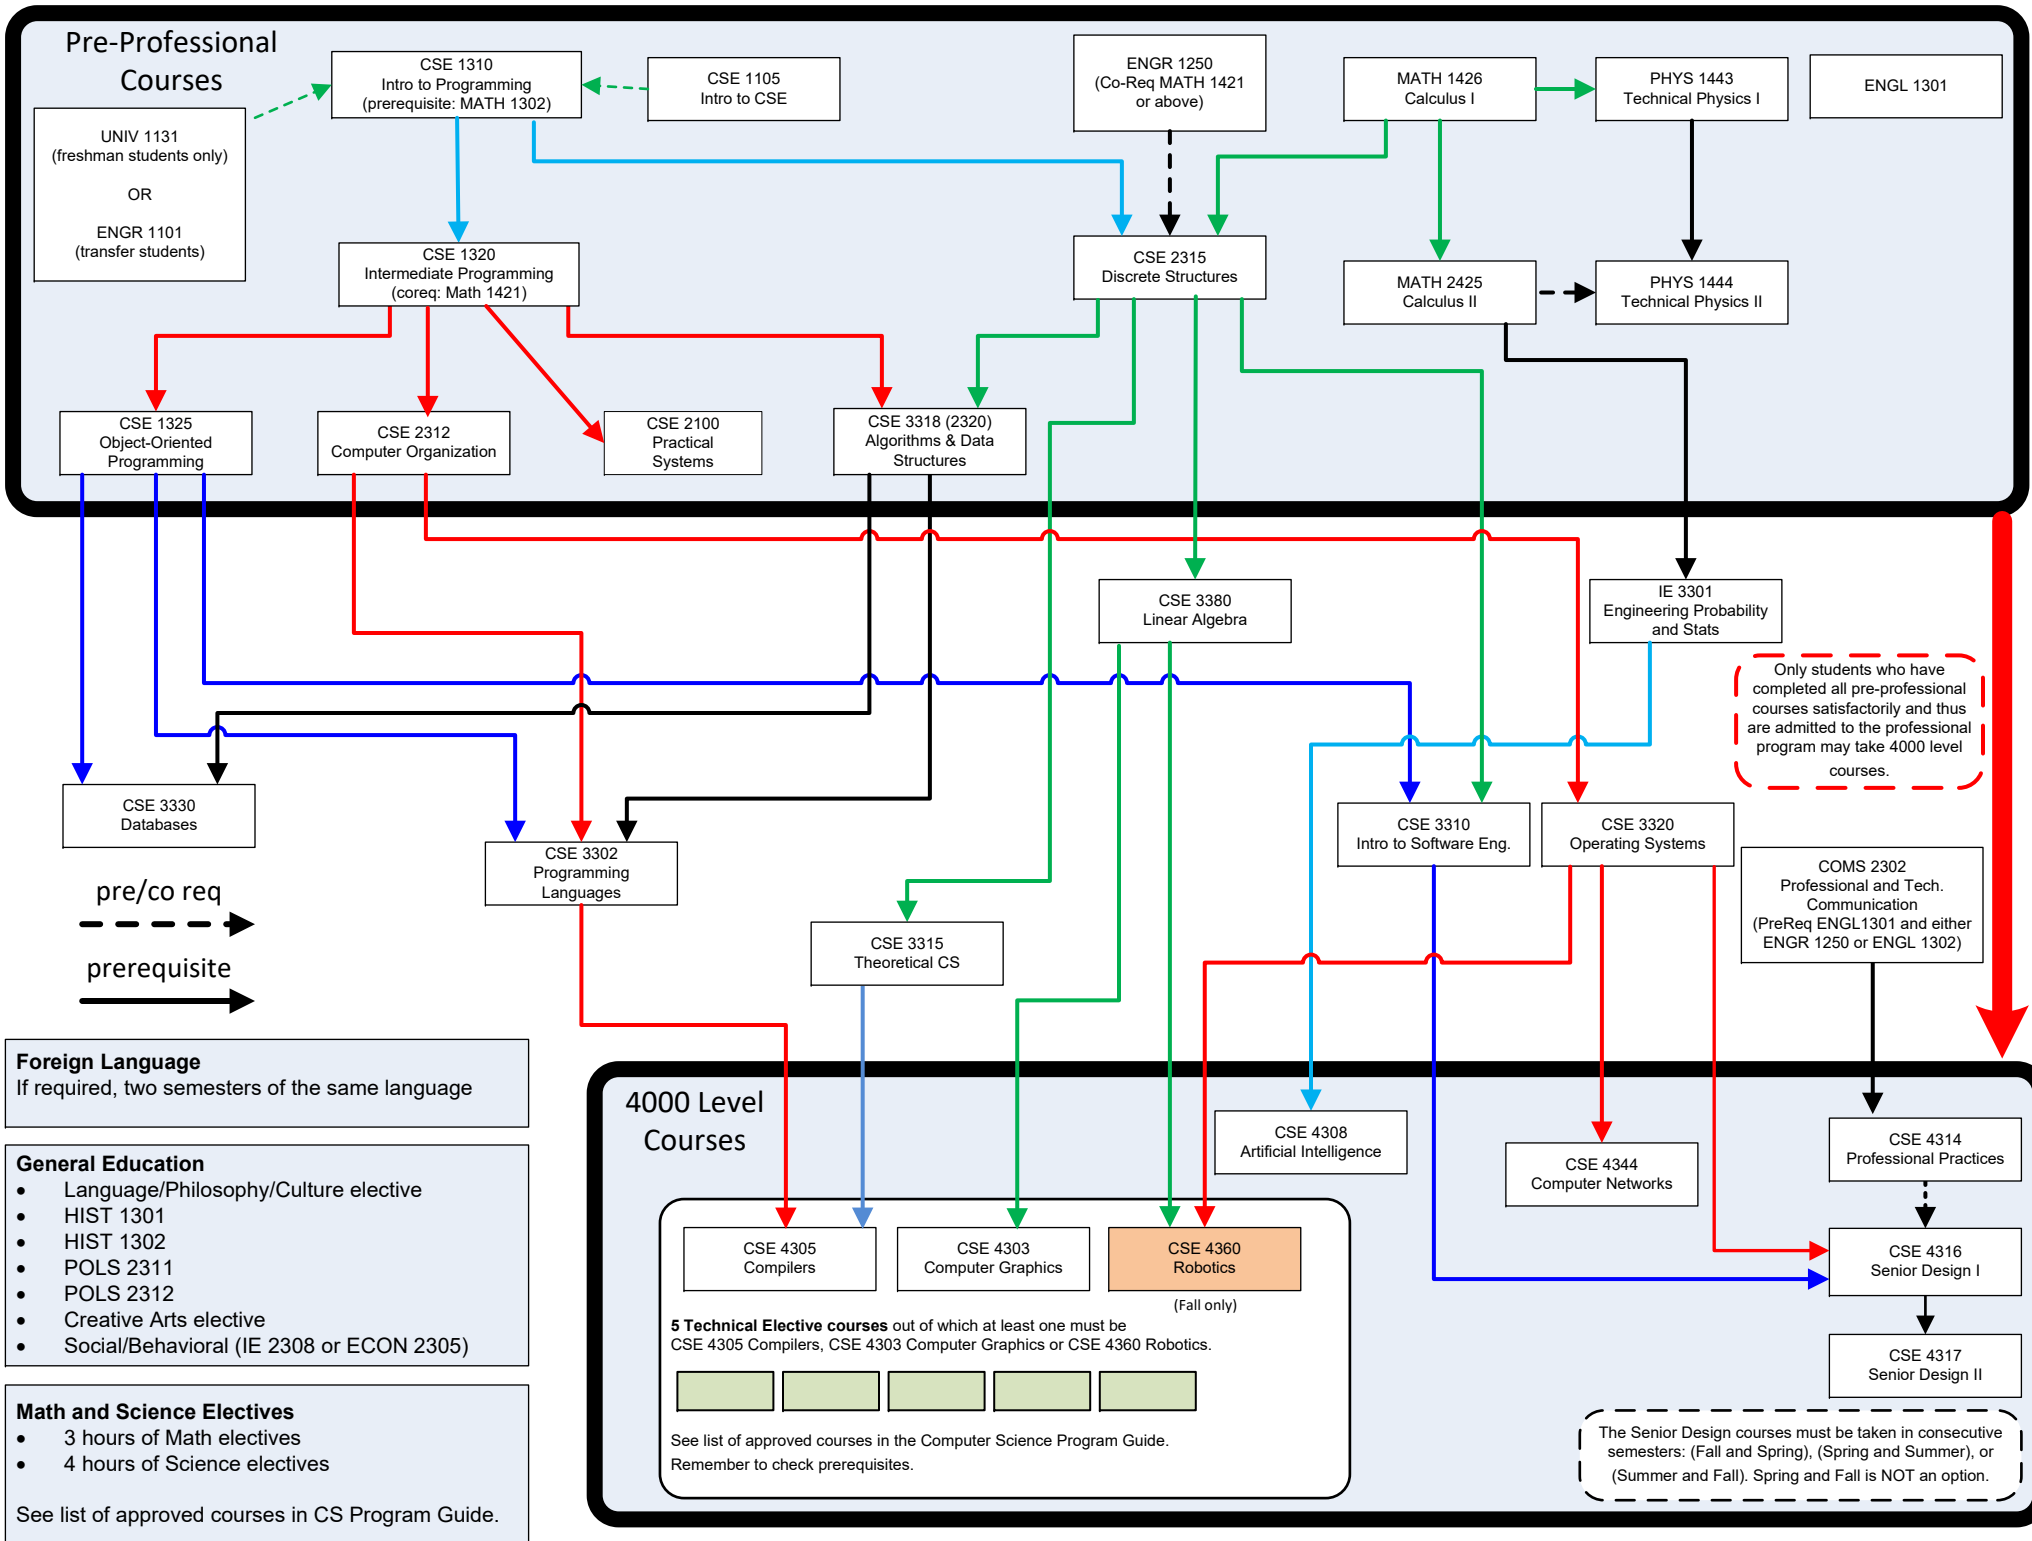 Pre-Professional
Courses
CSE 1310
Intro to Programming
(prerequisite: MATH 1302)
CSE 1105
Intro to CSE
ENGR 1250
(Co-Req MATH 1421
or above)
MATH 1426
Calculus I
PHYS 1443
Technical Physics I
ENGL 1301
UNIV 1131
(freshman students only)
OR
ENGR 1101
(transfer students)
CSE 1320
Intermediate Programming
(coreq: Math 1421)
CSE 2315
Discrete Structures
MATH 2425
Calculus II
PHYS 1444
Technical Physics II
CSE 1325
Object-Oriented
Programming
CSE 2312
Computer Organization
CSE 2100
Practical
Systems
CSE 3318 (2320)
Algorithms & Data
Structures
CSE 3380
Linear Algebra
IE 3301
Engineering Probability
and Stats
Only students who have
completed all pre-professional
courses satisfactorily and thus
are admitted to the professional
program may take 4000 level
courses.
CSE 3330
Databases
CSE 3302
Programming
Languages
CSE 3310
Intro to Software Eng.
CSE 3320
Operating Systems
COMS 2302
Professional and Tech.
Communication
(PreReq ENGL1301 and either
ENGR 1250 or ENGL 1302)
pre/co req
prerequisite
CSE 3315
Theoretical CS
Foreign Language
If required, two semesters of the same language
General Education
• Language/Philosophy/Culture elective
• HIST 1301
• HIST 1302
• POLS 2311
• POLS 2312
• Creative Arts elective
• Social/Behavioral (IE 2308 or ECON 2305)
Math and Science Electives
• 3 hours of Math electives
• 4 hours of Science electives
See list of approved courses in CS Program Guide.
4000 Level
Courses
CSE 4308
Artificial Intelligence
CSE 4344
Computer Networks
CSE 4314
Professional Practices
CSE 4305
Compilers
CSE 4303
Computer Graphics
CSE 4360
Robotics
(Fall only)
CSE 4316
Senior Design I
CSE 4317
Senior Design II
5 Technical Elective courses out of which at least one must be
CSE 4305 Compilers, CSE 4303 Computer Graphics or CSE 4360 Robotics.
See list of approved courses in the Computer Science Program Guide.
Remember to check prerequisites.
The Senior Design courses must be taken in consecutive
semesters: (Fall and Spring), (Spring and Summer), or
(Summer and Fall). Spring and Fall is NOT an option.